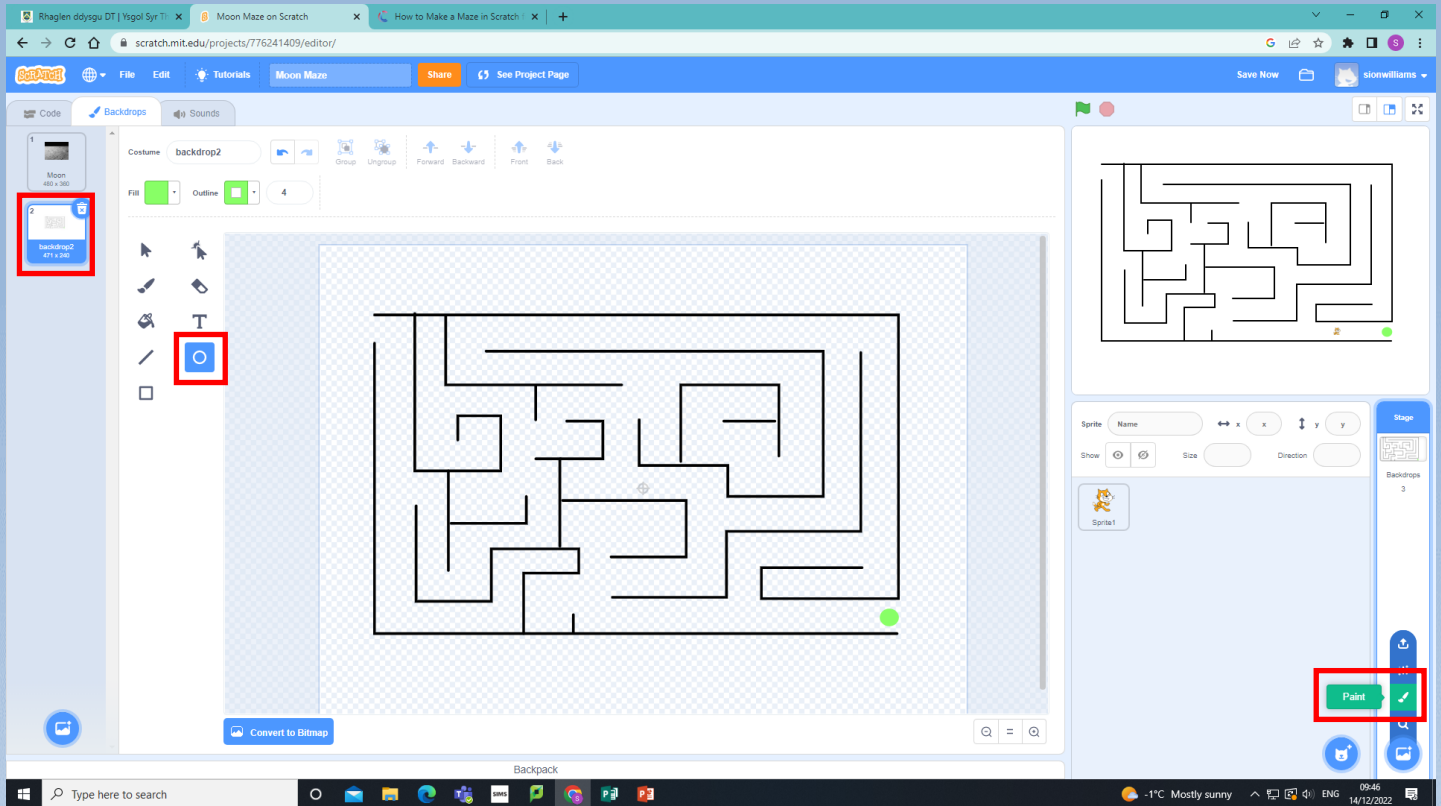 Rhaglen ddysgu DT | Ysgol Syr Th
Moon Maze on Scratch
How to Make a Maze in Scratch f
scratch.mit.edu/projects/776241409/editor/
S
SCRATCH
File
Edit
Tutorials
Moon Maze
Share
See Project Page
Save Now
sionwilliams
Code
Backdrops
Sounds
1
Moon
480 x 360
2
backdrop2
471 x 240
Costume
backdrop2
Group
Ungroup
Forward
Backward
Front
Back
Fill
Outline
4
T
Convert to Bitmap
Backpack
Sprite
Name
x
x
y
y
Show
Size
Direction
Sprite1
Stage
Backdrops
3
Paint
Type here to search
SIMS
-1°C Mostly sunny
ENG
09:46
14/12/2022